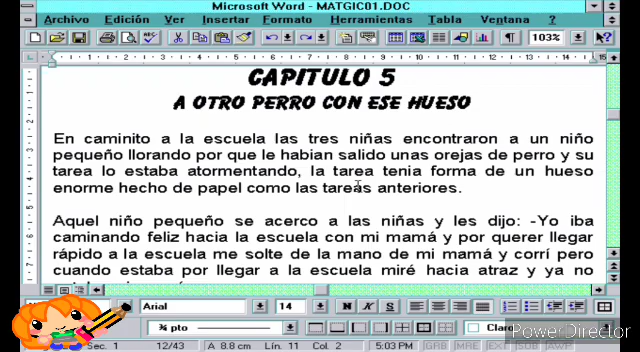 Microsoft Word - MATGIC01.DOC
Archivo Edición Ver Insertar Formato Herramientas Tabla Ventana ?
103%
CAPITULO 5
A OTRO PERRO CON ESE HUESO
En caminito a la escuela las tres niñas encontraron a un niño
pequeño llorando por que le habian salido unas orejas de perro y su
tarea lo estaba atormentando, la tarea tenia forma de un hueso
enorme hecho de papel como las tareas anteriores.
Aquel niño pequeño se acerco a las niñas y les dijo: -Yo iba
caminando feliz hacia la escuela con mi mamá y por querer llegar
rápido a la escuela me solte de la mano de mi mamá y corrí pero
cuando estaba por llegar a la escuela miré hacia atraz y ya no
Arial 14 N K S
¾ pto Claro
PowerDirector
Sec. 1 12/43 A 8.8 cm Lín. 11 Col. 2 5:03 PM GRB MRE EXT SOB AWP